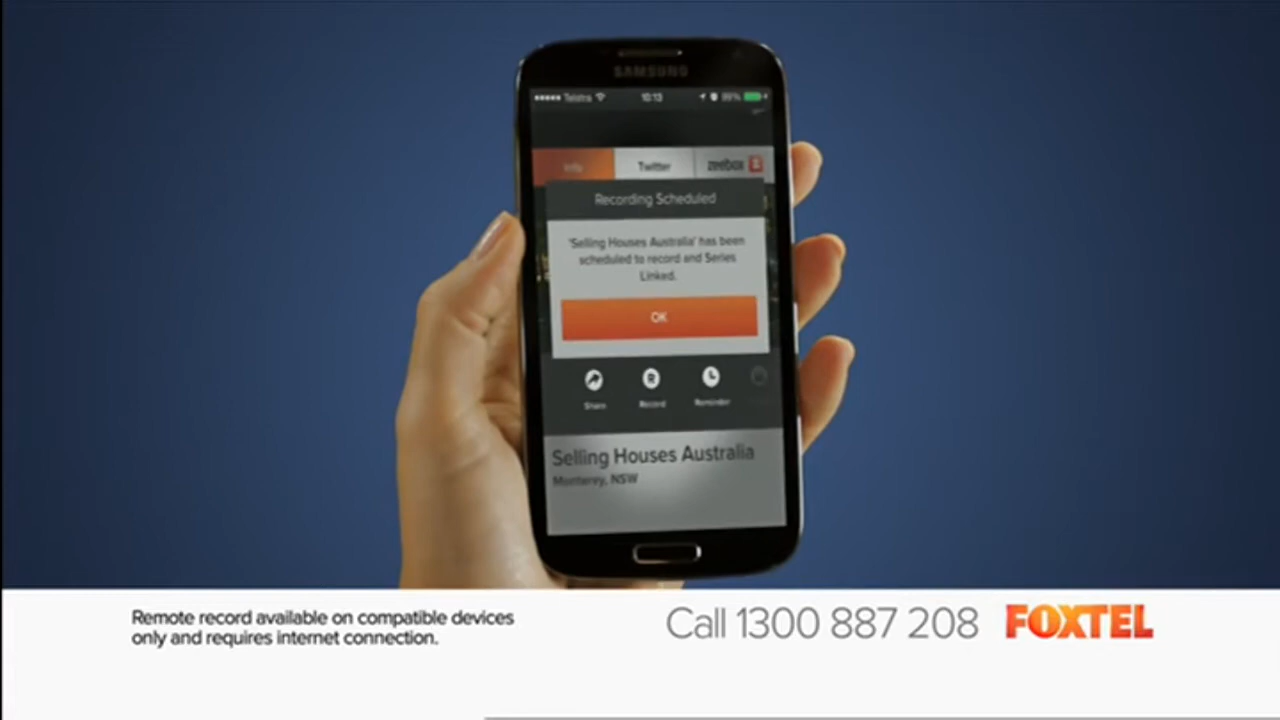 SAMSUNG
Telstra 10:13 99%
Info Twitter zeebox
Recording Scheduled
'Selling Houses Australia' has been
scheduled to record and Series
Linked.
OK
Share Record Reminder
Selling Houses Australia
Monterey, NSW
Remote record available on compatible devices
only and requires internet connection.
Call 1300 887 208 FOXTEL